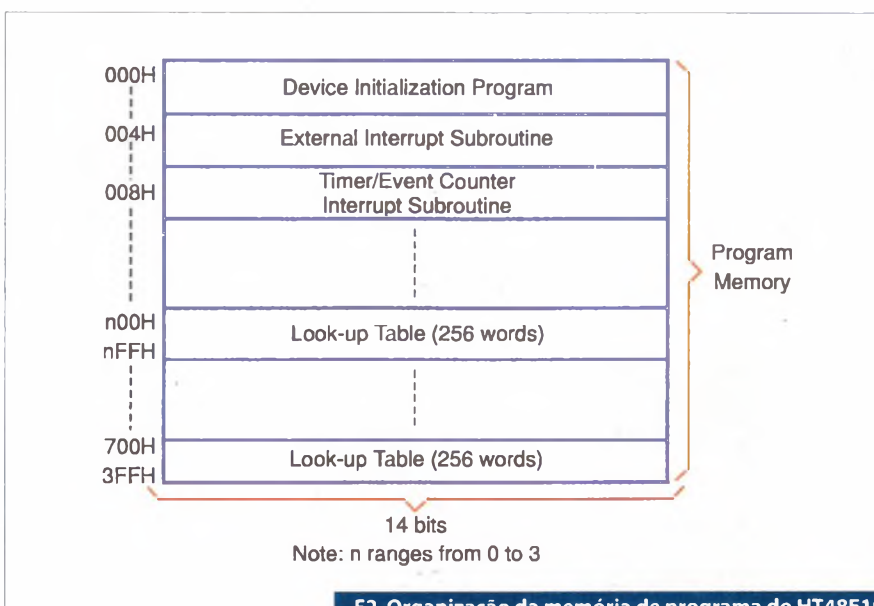 000H
Device Initialization Program
004H
External Interrupt Subroutine
008H
Timer/Event Counter
Interrupt Subroutine
Program
Memory
n00H
Look-up Table (256 words)
nFFH
700H
Look-up Table (256 words)
3FFH
14 bits
Note: n ranges from 0 to 3